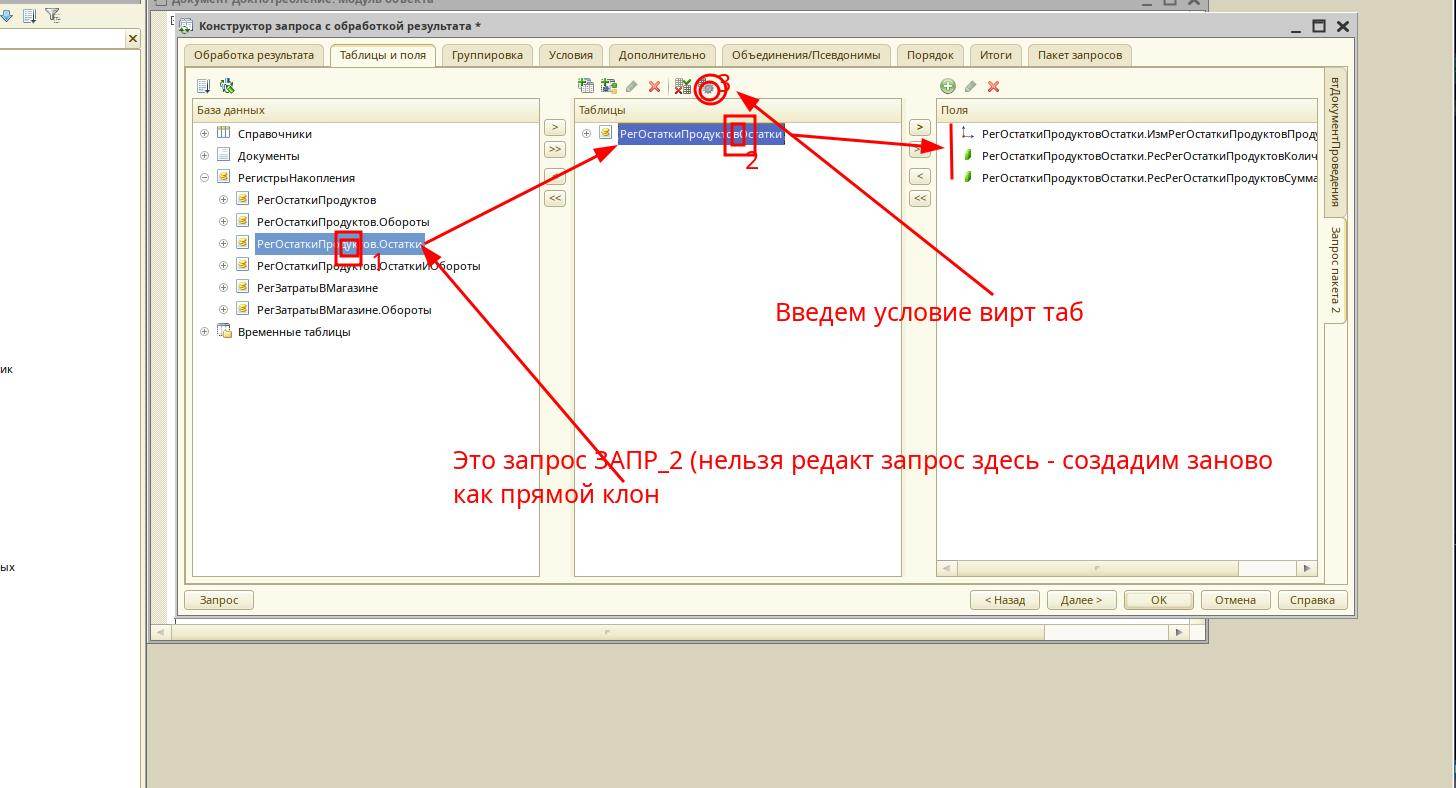 Документ ДокПотребление: Модуль объекта
Конструктор запроса с обработкой результата *
Обработка результата
Таблицы и поля
Группировка
Условия
Дополнительно
Объединения/Псевдонимы
Порядок
Итоги
Пакет запросов
3
База данных
Таблицы
Поля
Справочники
Документы
РегистрыНакопления
РегОстаткиПродуктов
РегОстаткиПродуктов.Обороты
РегОстаткиПродуктов.Остатки
1
РегОстаткиПродуктов.ОстаткиИОбороты
РегЗатратыВМагазине
РегЗатратыВМагазине.Обороты
Временные таблицы
>
>>
<
<<
РегОстаткиПродуктовОстатки
2
>
>>
<
<<
РегОстаткиПродуктовОстатки.ИзмРегОстаткиПродуктовПроду
РегОстаткиПродуктовОстатки.РесРегОстаткиПродуктовКолич
РегОстаткиПродуктовОстатки.РесРегОстаткиПродуктовСумма
втДокументПроведения
Запрос пакета 2
Введем условие вирт таб
Это запрос ЗАПР_2 (нельзя редакт запрос здесь - создадим заново
как прямой клон
ик
ых
Запрос
< Назад
Далее >
OK
Отмена
Справка